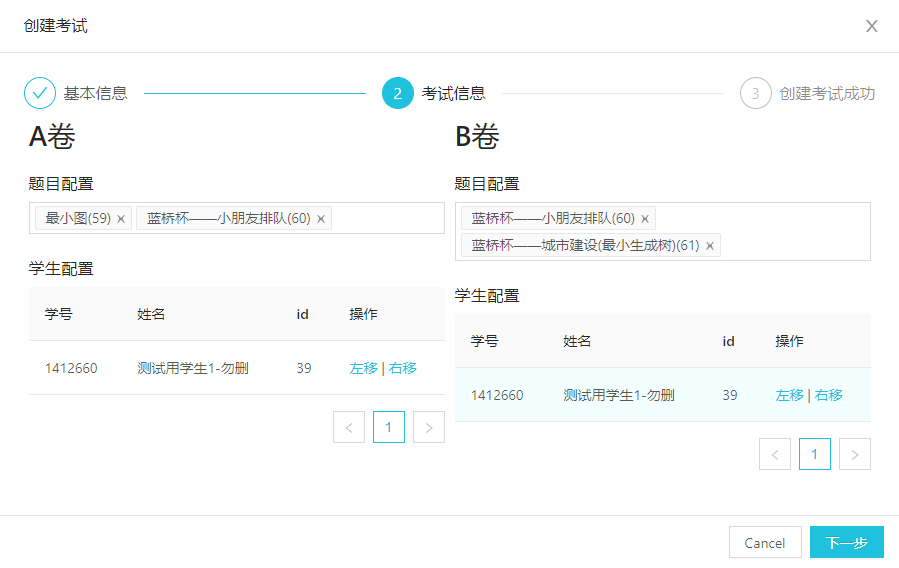 创建考试
基本信息
2 考试信息
3 创建考试成功
A卷
题目配置
最小图(59) × 蓝桥杯——小朋友排队(60) ×
学生配置
学号 姓名 id 操作
1412660 测试用学生1-勿删 39 左移 | 右移
< 1 >
B卷
题目配置
蓝桥杯——小朋友排队(60) ×
蓝桥杯——城市建设(最小生成树)(61) ×
学生配置
学号 姓名 id 操作
1412660 测试用学生1-勿删 39 左移 | 右移
< 1 >
Cancel 下一步